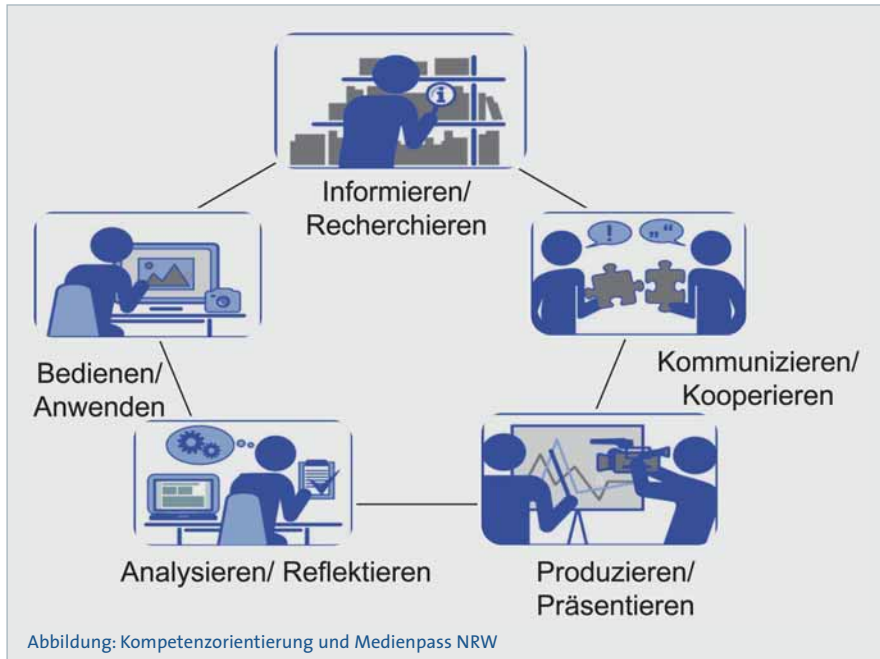 Informieren/
Recherchieren
Kommunizieren/
Kooperieren
Bedienen/
Anwenden
Analysieren/ Reflektieren
Produzieren/
Präsentieren
Abbildung: Kompetenzorientierung und Medienpass NRW